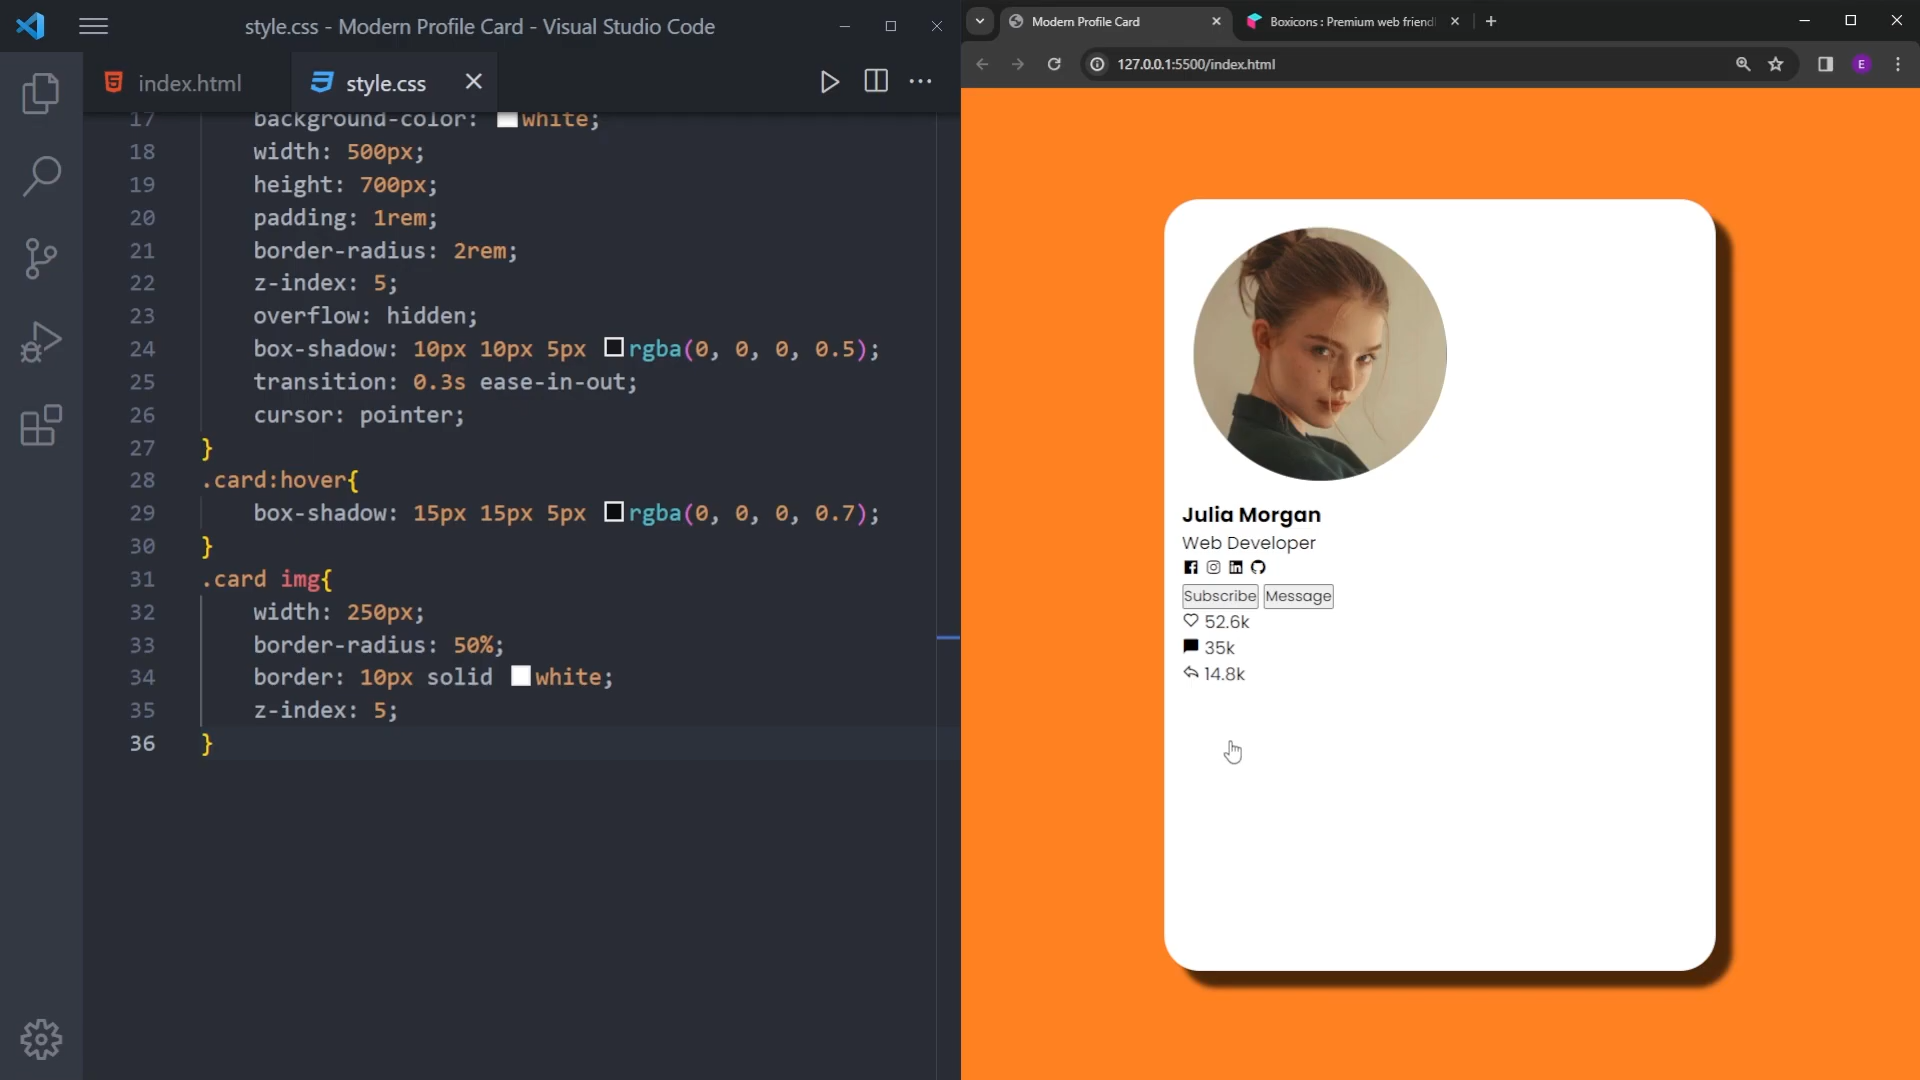 style.css - Modern Profile Card - Visual Studio Code
index.html
style.css
17 background-color: white;
18 width: 500px;
19 height: 700px;
20 padding: 1rem;
21 border-radius: 2rem;
22 z-index: 5;
23 overflow: hidden;
24 box-shadow: 10px 10px 5px rgba(0, 0, 0, 0.5);
25 transition: 0.3s ease-in-out;
26 cursor: pointer;
27 }
28 .card:hover{
29 box-shadow: 15px 15px 5px rgba(0, 0, 0, 0.7);
30 }
31 .card img{
32 width: 250px;
33 border-radius: 50%;
34 border: 10px solid white;
35 z-index: 5;
36 }
Modern Profile Card
Boxicons : Premium web friend
127.0.0.1:5500/index.html
E
Julia Morgan
Web Developer
Subscribe Message
52.6k
35k
14.8k